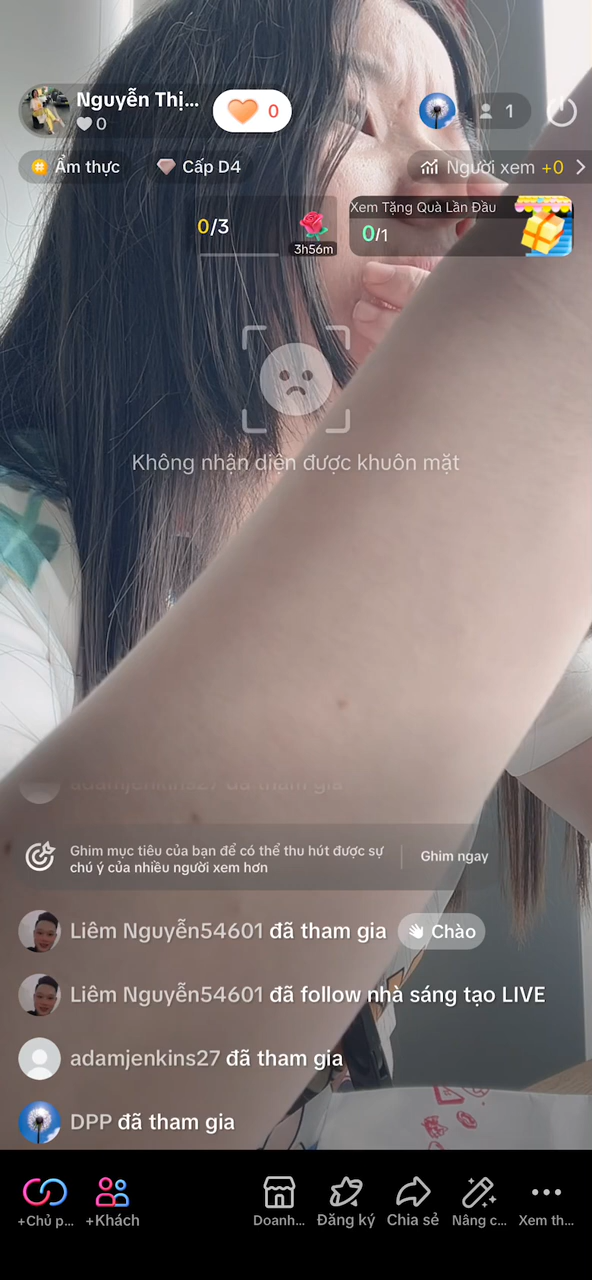 Nguyễn Thị...
0
0
1
Ẩm thực
Cấp D4
Người xem +0
0/3
3h56m
Xem Tặng Quà Lần Đầu
0/1
Không nhận diện được khuôn mặt
adamjenkins27 đã tham gia
Ghim mục tiêu của bạn để có thể thu hút được sự
chú ý của nhiều người xem hơn
Ghim ngay
Liêm Nguyễn54601 đã tham gia
Chào
Liêm Nguyễn54601 đã follow nhà sáng tạo LIVE
adamjenkins27 đã tham gia
DPP đã tham gia
+Chủ p...
+Khách
Doanh...
Đăng ký
Chia sẻ
Nâng c...
Xem th...